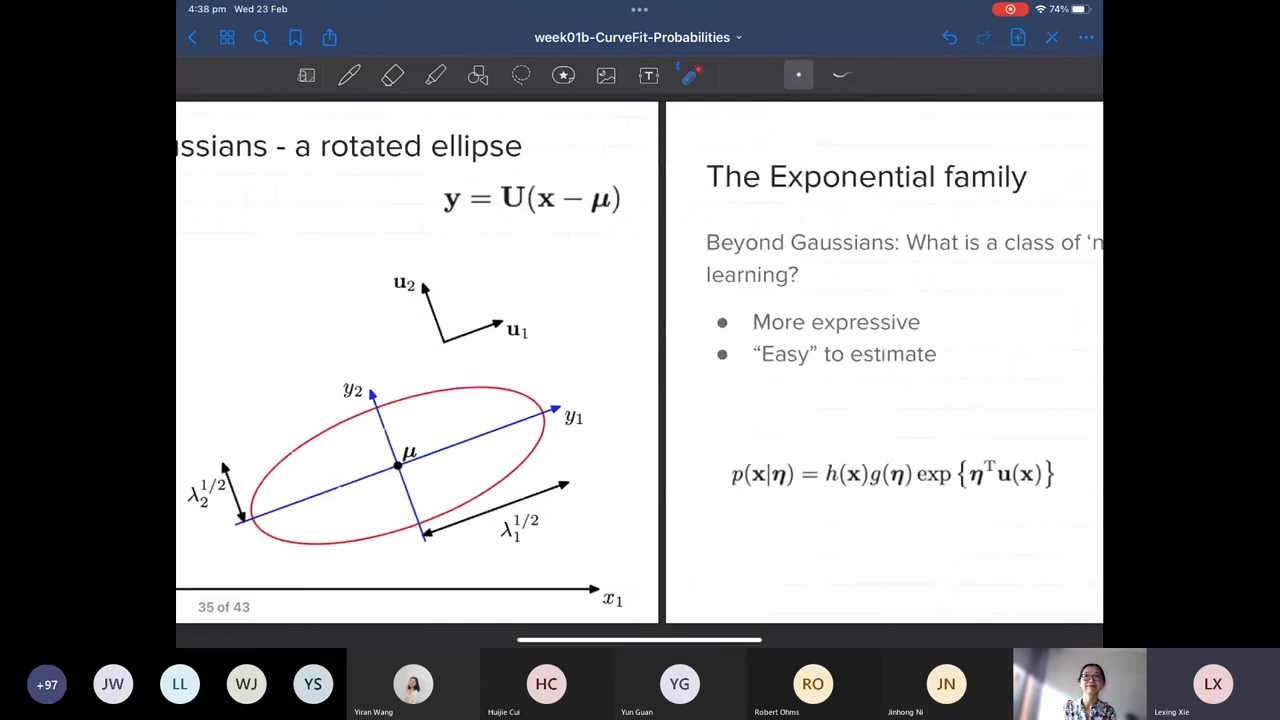 4:38 pm Wed 23 Feb
74%
week01b-CurveFit-Probabilities
ssians - a rotated ellipse
y = U(x − μ)
u₂
u₁
y₂
y₁
μ
λ₂^{1/2}
λ₁^{1/2}
x₁
35 of 43
The Exponential family
Beyond Gaussians: What is a class of ‘n
learning?
● More expressive
● “Easy” to estimate
p(x|η) = h(x)g(η) exp {η^T u(x)}
+97
JW
LL
WJ
YS
Yiran Wang
HC
Huijie Cui
YG
Yun Guan
RO
Robert Ohms
JN
Jinhong Ni
LX
Lexing Xie